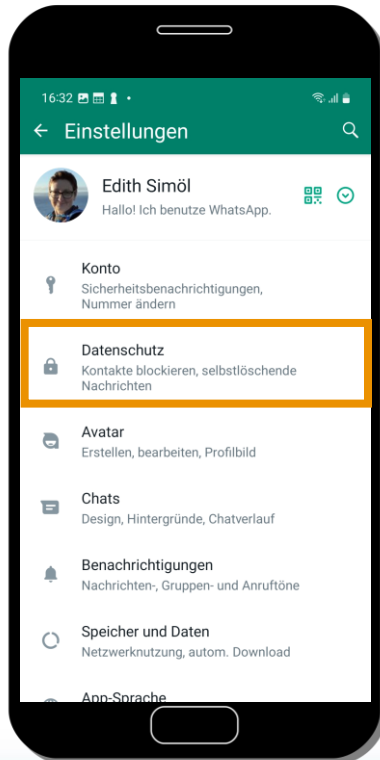 16:32
Einstellungen
Edith Simöl
Hallo! Ich benutze WhatsApp.
Konto
Sicherheitsbenachrichtigungen,
Nummer ändern
Datenschutz
Kontakte blockieren, selbstlöschende
Nachrichten
Avatar
Erstellen, bearbeiten, Profilbild
Chats
Design, Hintergründe, Chatverlauf
Benachrichtigungen
Nachrichten-, Gruppen- und Anruftöne
Speicher und Daten
Netzwerknutzung, autom. Download
App-Sprache